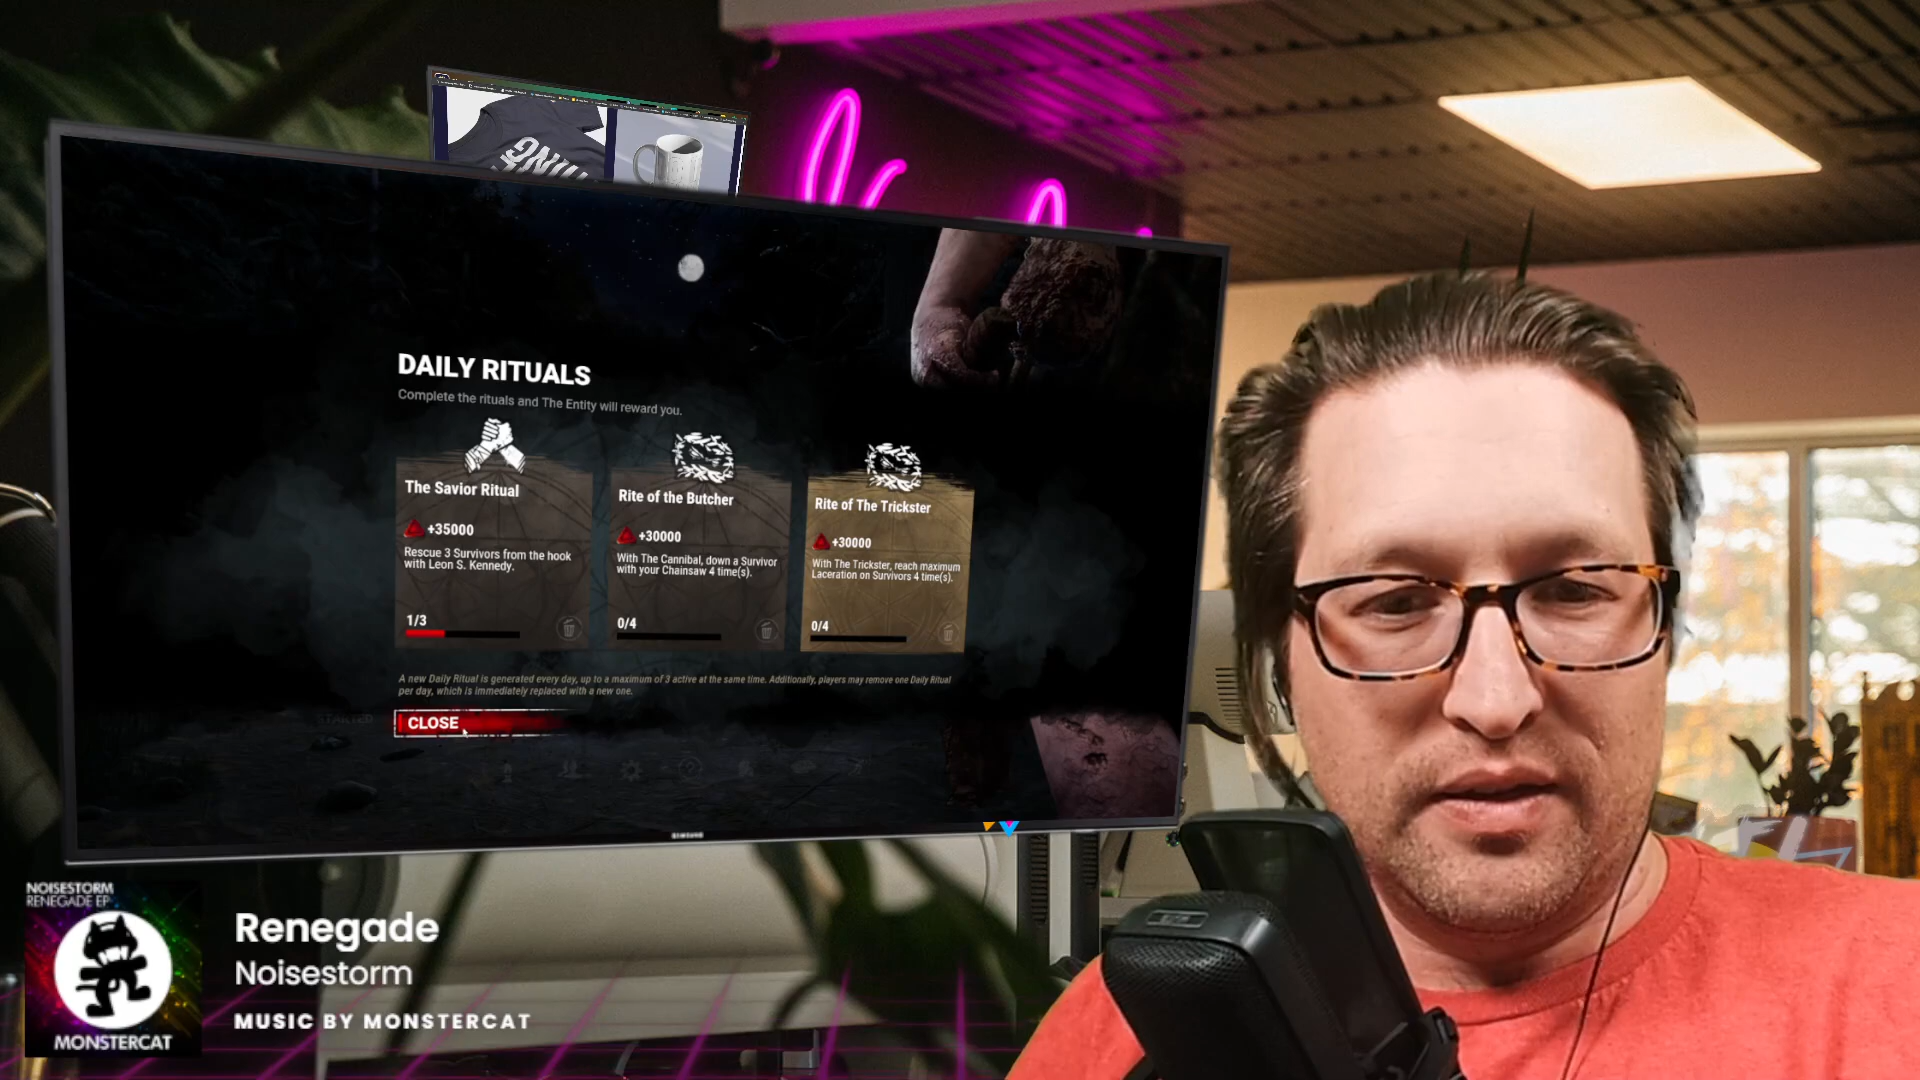 DAILY RITUALS
Complete the rituals and The Entity will reward you.
The Savior Ritual
+35000
Rescue 3 Survivors from the hook
with Leon S. Kennedy.
1/3
Rite of the Butcher
+30000
With The Cannibal, down a Survivor
with your Chainsaw 4 time(s).
0/4
Rite of The Trickster
+30000
With The Trickster, reach maximum
Laceration on Survivors 4 time(s).
0/4
A new Daily Ritual is generated every day, up to a maximum of 3 active at the same time. Additionally, players may remove one Daily Ritual
per day, which is immediately replaced with a new one.
CLOSE
SAMSUNG
NOISESTORM
RENEGADE EP
MONSTERCAT
Renegade
Noisestorm
MUSIC BY MONSTERCAT